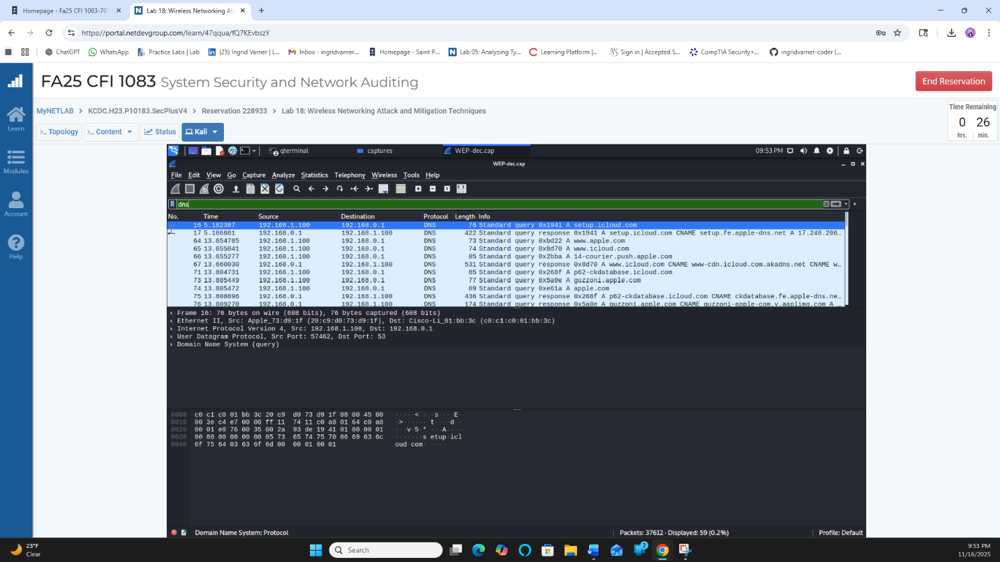 Homepage - Fa25 CFI 1083-70
Lab 18: Wireless Networking At
https://portal.netdevgroup.com/learn/47qqua/fQ7KEvbszY
ChatGPT
WhatsApp
Practice Labs | Lab
(25) Ingrid Varner | L...
Inbox - ingridvarner...
Homepage - Saint P...
Lab 05: Analyzing Ty...
Learning Platform |...
Sign in | Accepted S...
CompTIA Security+...
ingridvarner-coder (...
FA25 CFI 1083 System Security and Network Auditing
End Reservation
MyNETLAB > KCDC.H23.P10183.SecPlusV4 > Reservation 228933 > Lab 18: Wireless Networking Attack and Mitigation Techniques
Time Remaining
0 26
hrs. min.
Learn
Modules
Account
Help
>_ Topology
>_ Content
Status
Kali
qterminal
captures
WEP-dec.cap
09:53 PM
WEP-dec.cap
File Edit View Go Capture Analyze Statistics Telephony Wireless Tools Help
dns
No. Time Source Destination Protocol Length Info
16 5.182387 192.168.1.100 192.168.0.1 DNS 76 Standard query 0x1941 A setup.icloud.com
17 5.186661 192.168.0.1 192.168.1.100 DNS 422 Standard query response 0x1941 A setup.icloud.com CNAME setup.fe.apple-dns.net A 17.248.206...
64 13.654785 192.168.1.100 192.168.0.1 DNS 73 Standard query 0xbd22 A www.apple.com
65 13.655041 192.168.1.100 192.168.0.1 DNS 74 Standard query 0x8d70 A www.icloud.com
66 13.655277 192.168.1.100 192.168.0.1 DNS 85 Standard query 0x2bba A 14-courier.push.apple.com
67 13.660030 192.168.0.1 192.168.1.100 DNS 531 Standard query response 0x8d70 A www.icloud.com CNAME www-cdn.icloud.com.akadns.net CNAME w...
71 13.804731 192.168.1.100 192.168.0.1 DNS 85 Standard query 0x268f A p62-ckdatabase.icloud.com
73 13.805449 192.168.1.100 192.168.0.1 DNS 77 Standard query 0x5a0e A guzzoni.apple.com
74 13.805472 192.168.1.100 192.168.0.1 DNS 69 Standard query 0xe61a A apple.com
75 13.808896 192.168.0.1 192.168.1.100 DNS 436 Standard query response 0x268f A p62-ckdatabase.icloud.com CNAME ckdatabase.fe.apple-dns.ne...
76 13.809270 192.168.0.1 192.168.1.100 DNS 174 Standard query response 0x5a0e A guzzoni.apple.com CNAME guzzoni-apple-com.v.aaplimg.com A ...
Frame 16: 76 bytes on wire (608 bits), 76 bytes captured (608 bits)
Ethernet II, Src: Apple_73:d9:1f (20:c9:d0:73:d9:1f), Dst: Cisco-Li_01:bb:3c (c0:c1:c0:01:bb:3c)
Internet Protocol Version 4, Src: 192.168.1.100, Dst: 192.168.0.1
User Datagram Protocol, Src Port: 57462, Dst Port: 53
Domain Name System (query)
0000 c0 c1 c0 01 bb 3c 20 c9 d0 73 d9 1f 08 00 45 00 ·····< · ·s····E·
0010 00 3e c4 e7 00 00 ff 11 74 11 c0 a8 01 64 c0 a8 ·>······ t····d··
0020 00 01 e0 76 00 35 00 2a 93 de 19 41 01 00 00 01 ···v·5·* ···A····
0030 00 00 00 00 00 00 05 73 65 74 75 70 06 69 63 6c ·······s etup·icl
0040 6f 75 64 03 63 6f 6d 00 00 01 00 01 oud·com· ····
Domain Name System: Protocol
Packets: 37612 · Displayed: 59 (0.2%)
Profile: Default
23°F
Clear
Search
2
9:53 PM
11/16/2025